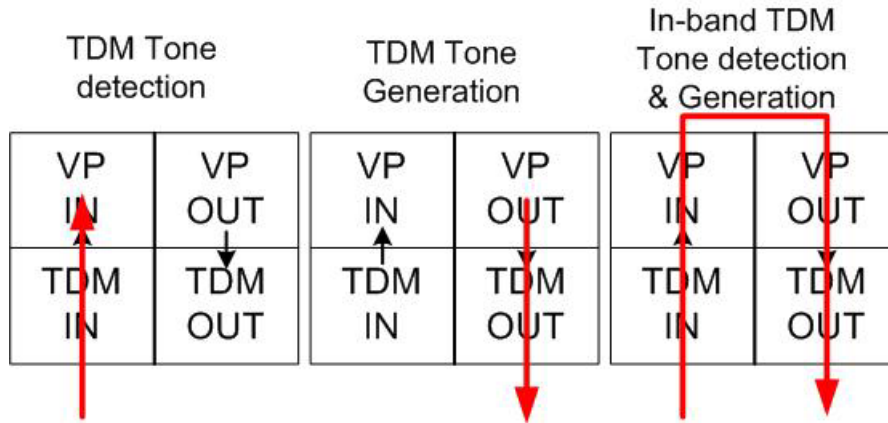 TDM Tone
detection
VP
IN
VP
OUT
TDM
IN
TDM
OUT
TDM Tone
Generation
VP
IN
VP
OUT
TDM
IN
TDM
OUT
In-band TDM
Tone detection
& Generation
VP
IN
VP
OUT
TDM
IN
TDM
OUT